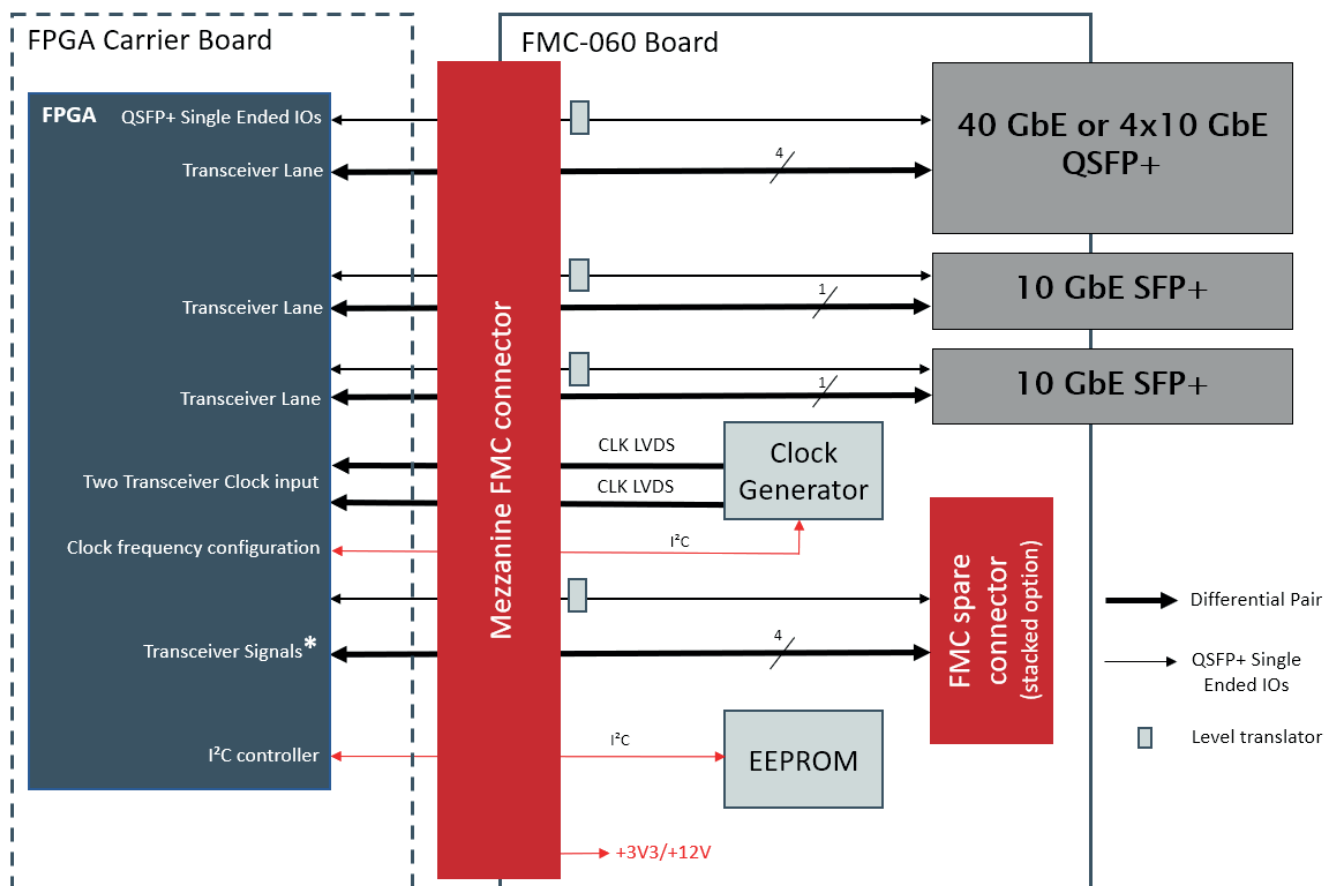 FPGA Carrier Board
FMC-060 Board
FPGA
QSFP+ Single Ended IOs
Transceiver Lane
Transceiver Lane
Transceiver Lane
Two Transceiver Clock input
Clock frequency configuration
Transceiver Signals*
I²C controller
Mezzanine FMC connector
4
40 GbE or 4x10 GbE
QSFP+
1
10 GbE SFP+
1
10 GbE SFP+
CLK LVDS
CLK LVDS
Clock
Generator
I²C
4
FMC spare
connector
(stacked option)
I²C
EEPROM
+3V3/+12V
Differential Pair
QSFP+ Single
Ended IOs
Level translator